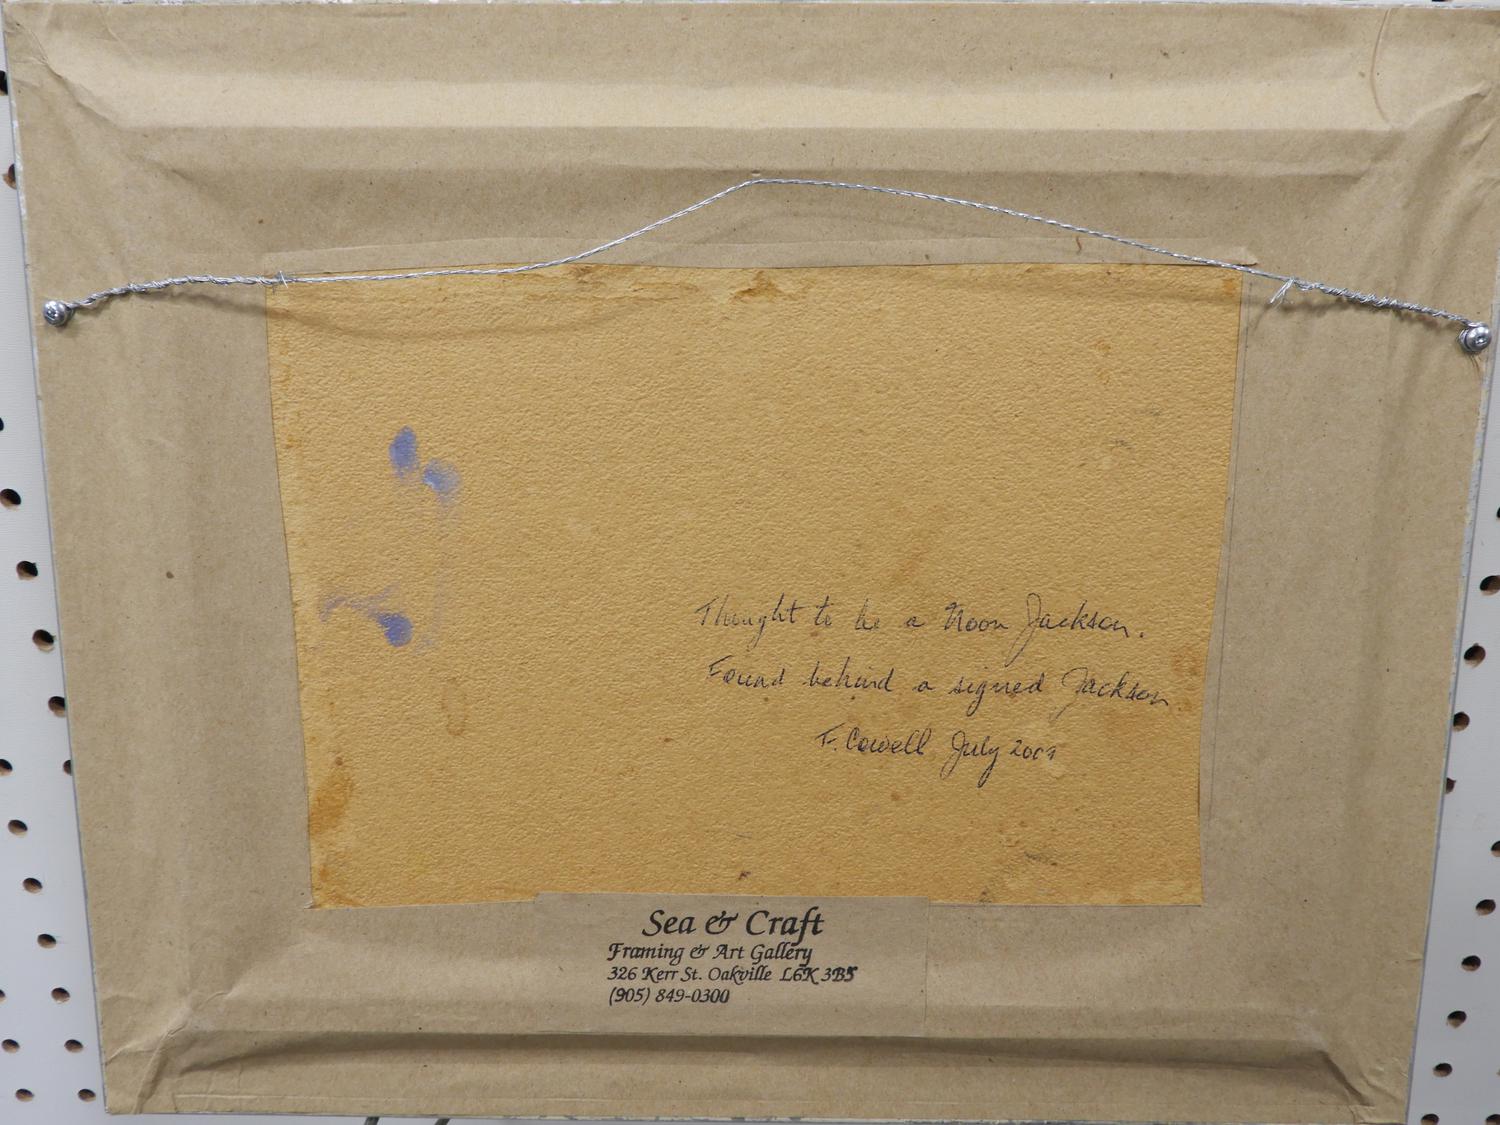 Thought to be a Noon Jackson.
Found behind a signed Jackson.
F. Cowell July 2009
Sea & Craft
Framing & Art Gallery
326 Kerr St. Oakville L6K 3B5
(905) 849-0300